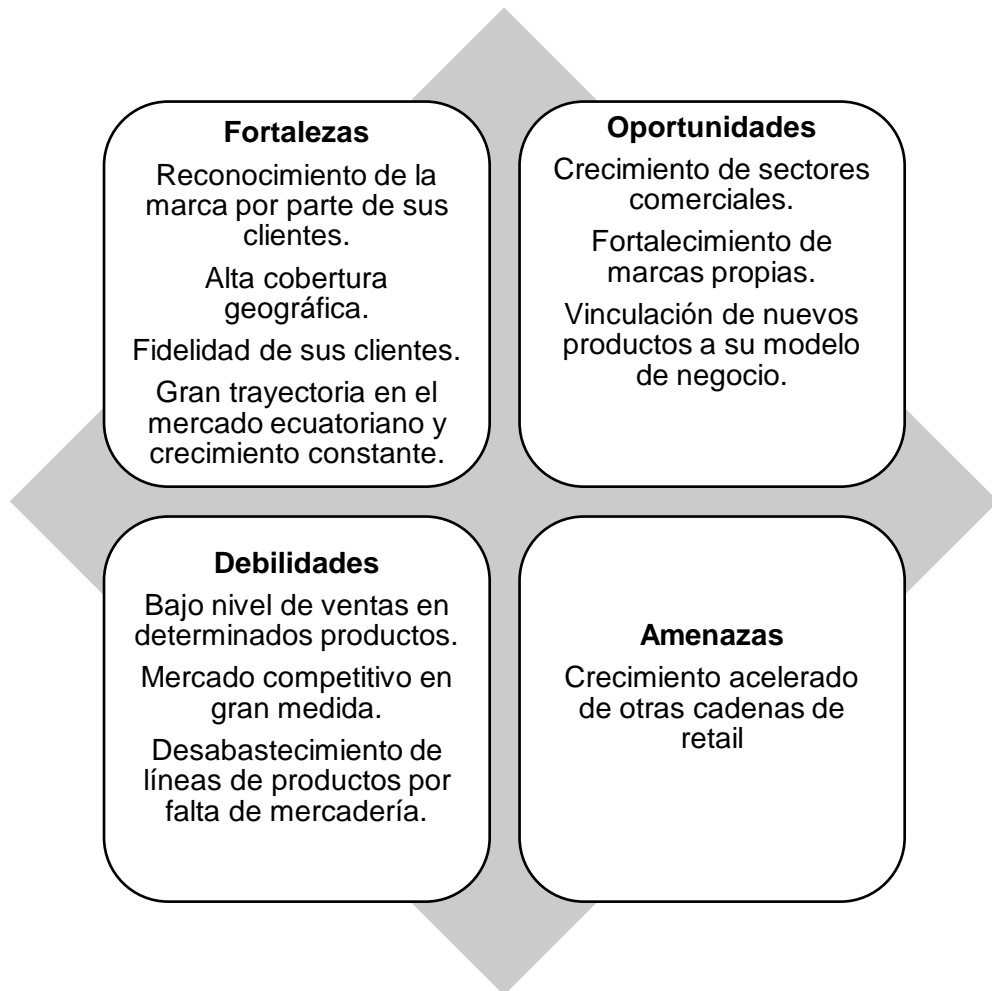 Fortalezas
Reconocimiento de la
marca por parte de sus
clientes.
Alta cobertura
geográfica.
Fidelidad de sus clientes.
Gran trayectoria en el
mercado ecuatoriano y
crecimiento constante.
Oportunidades
Crecimiento de sectores
comerciales.
Fortalecimiento de
marcas propias.
Vinculación de nuevos
productos a su modelo
de negocio.
Debilidades
Bajo nivel de ventas en
determinados productos.
Mercado competitivo en
gran medida.
Desabastecimiento de
líneas de productos por
falta de mercadería.
Amenazas
Crecimiento acelerado
de otras cadenas de
retail